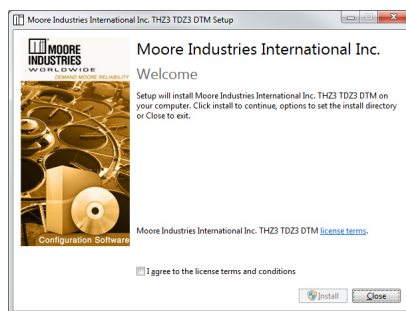 Moore Industries International Inc. THZ3 TDZ3 DTM Setup
MOORE
INDUSTRIES
WORLDWIDE
DEMAND MOORE RELIABILITY
Moore Industries International Inc.
Welcome
Setup will install Moore Industries International Inc. THZ3 TDZ3 DTM on
your computer. Click install to continue, options to set the install directory
or Close to exit.
Configuration Software
Moore Industries International Inc. THZ3 TDZ3 DTM license terms.
I agree to the license terms and conditions
Install
Close